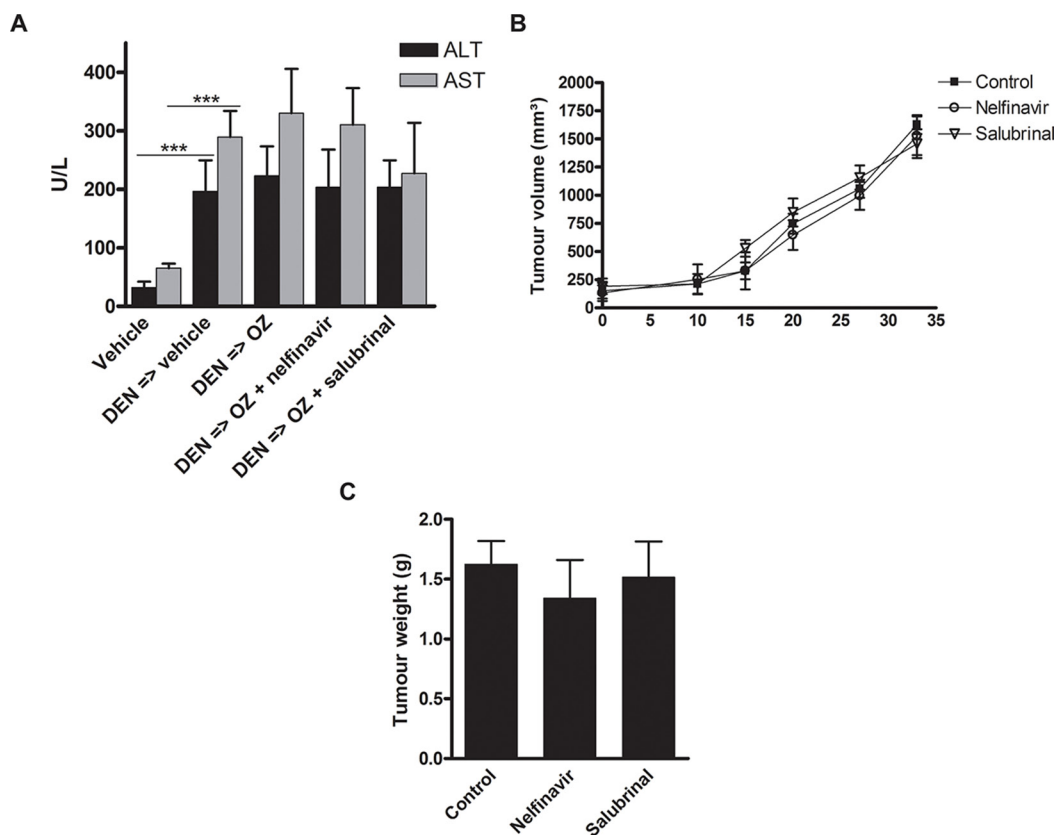 A
ALT
AST
400
300
200
100
0
U/L
***
***
Vehicle
DEN => vehicle
DEN => OZ
DEN => OZ + nelfinavir
DEN => OZ + salubrinal
B
2000
1750
1500
1250
1000
750
500
250
0
Tumour volume (mm³)
0 5 10 15 20 25 30 35
Control
Nelfinavir
Salubrinal
C
2.0
1.5
1.0
0.5
0.0
Tumour weight (g)
Control
Nelfinavir
Salubrinal